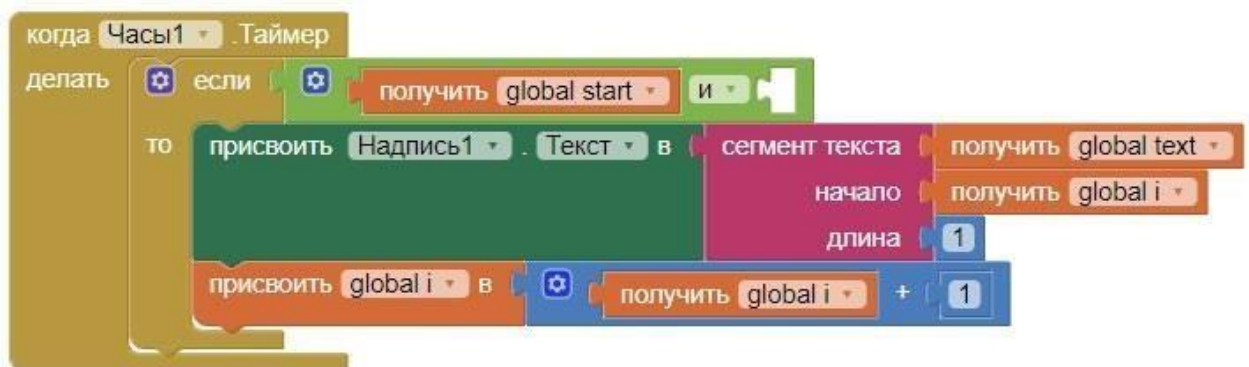 когда Часы1 .Таймер
делать если получить global start и
то присвоить Надпись1 . Текст в сегмент текста получить global text
начало получить global i
длина 1
присвоить global i в получить global i + 1